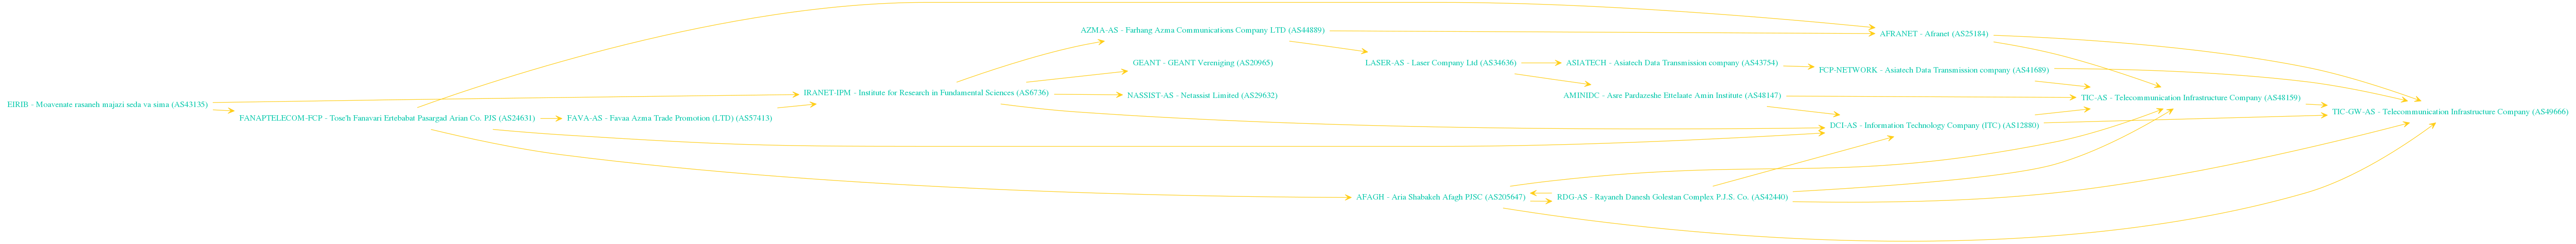 EIRIB - Moavenate rasaneh majazi seda va sima (AS43135)
FANAPTELECOM-FCP - Tose'h Fanavari Ertebabat Pasargad Arian Co. PJS (AS24631)
FAVA-AS - Favaa Azma Trade Promotion (LTD) (AS57413)
IRANET-IPM - Institute for Research in Fundamental Sciences (AS6736)
AZMA-AS - Farhang Azma Communications Company LTD (AS44889)
GEANT - GEANT Vereniging (AS20965)
NASSIST-AS - Netassist Limited (AS29632)
LASER-AS - Laser Company Ltd (AS34636)
ASIATECH - Asiatech Data Transmission company (AS43754)
AMINIDC - Asre Pardazeshe Ettelaate Amin Institute (AS48147)
AFAGH - Aria Shabakeh Afagh PJSC (AS205647)
RDG-AS - Rayaneh Danesh Golestan Complex P.J.S. Co. (AS42440)
AFRANET - Afranet (AS25184)
FCP-NETWORK - Asiatech Data Transmission company (AS41689)
DCI-AS - Information Technology Company (ITC) (AS12880)
TIC-AS - Telecommunication Infrastructure Company (AS48159)
TIC-GW-AS - Telecommunication Infrastructure Company (AS49666)